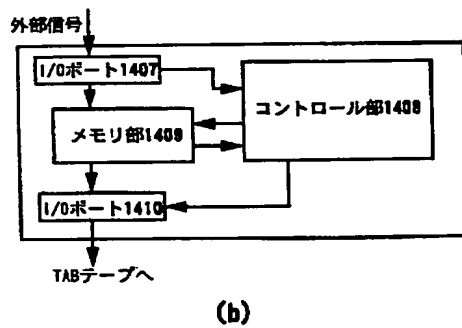 外部信号
I/Oポート1407
コントロール部1408
メモリ部1409
I/Oポート1410
TABテープへ
(b)